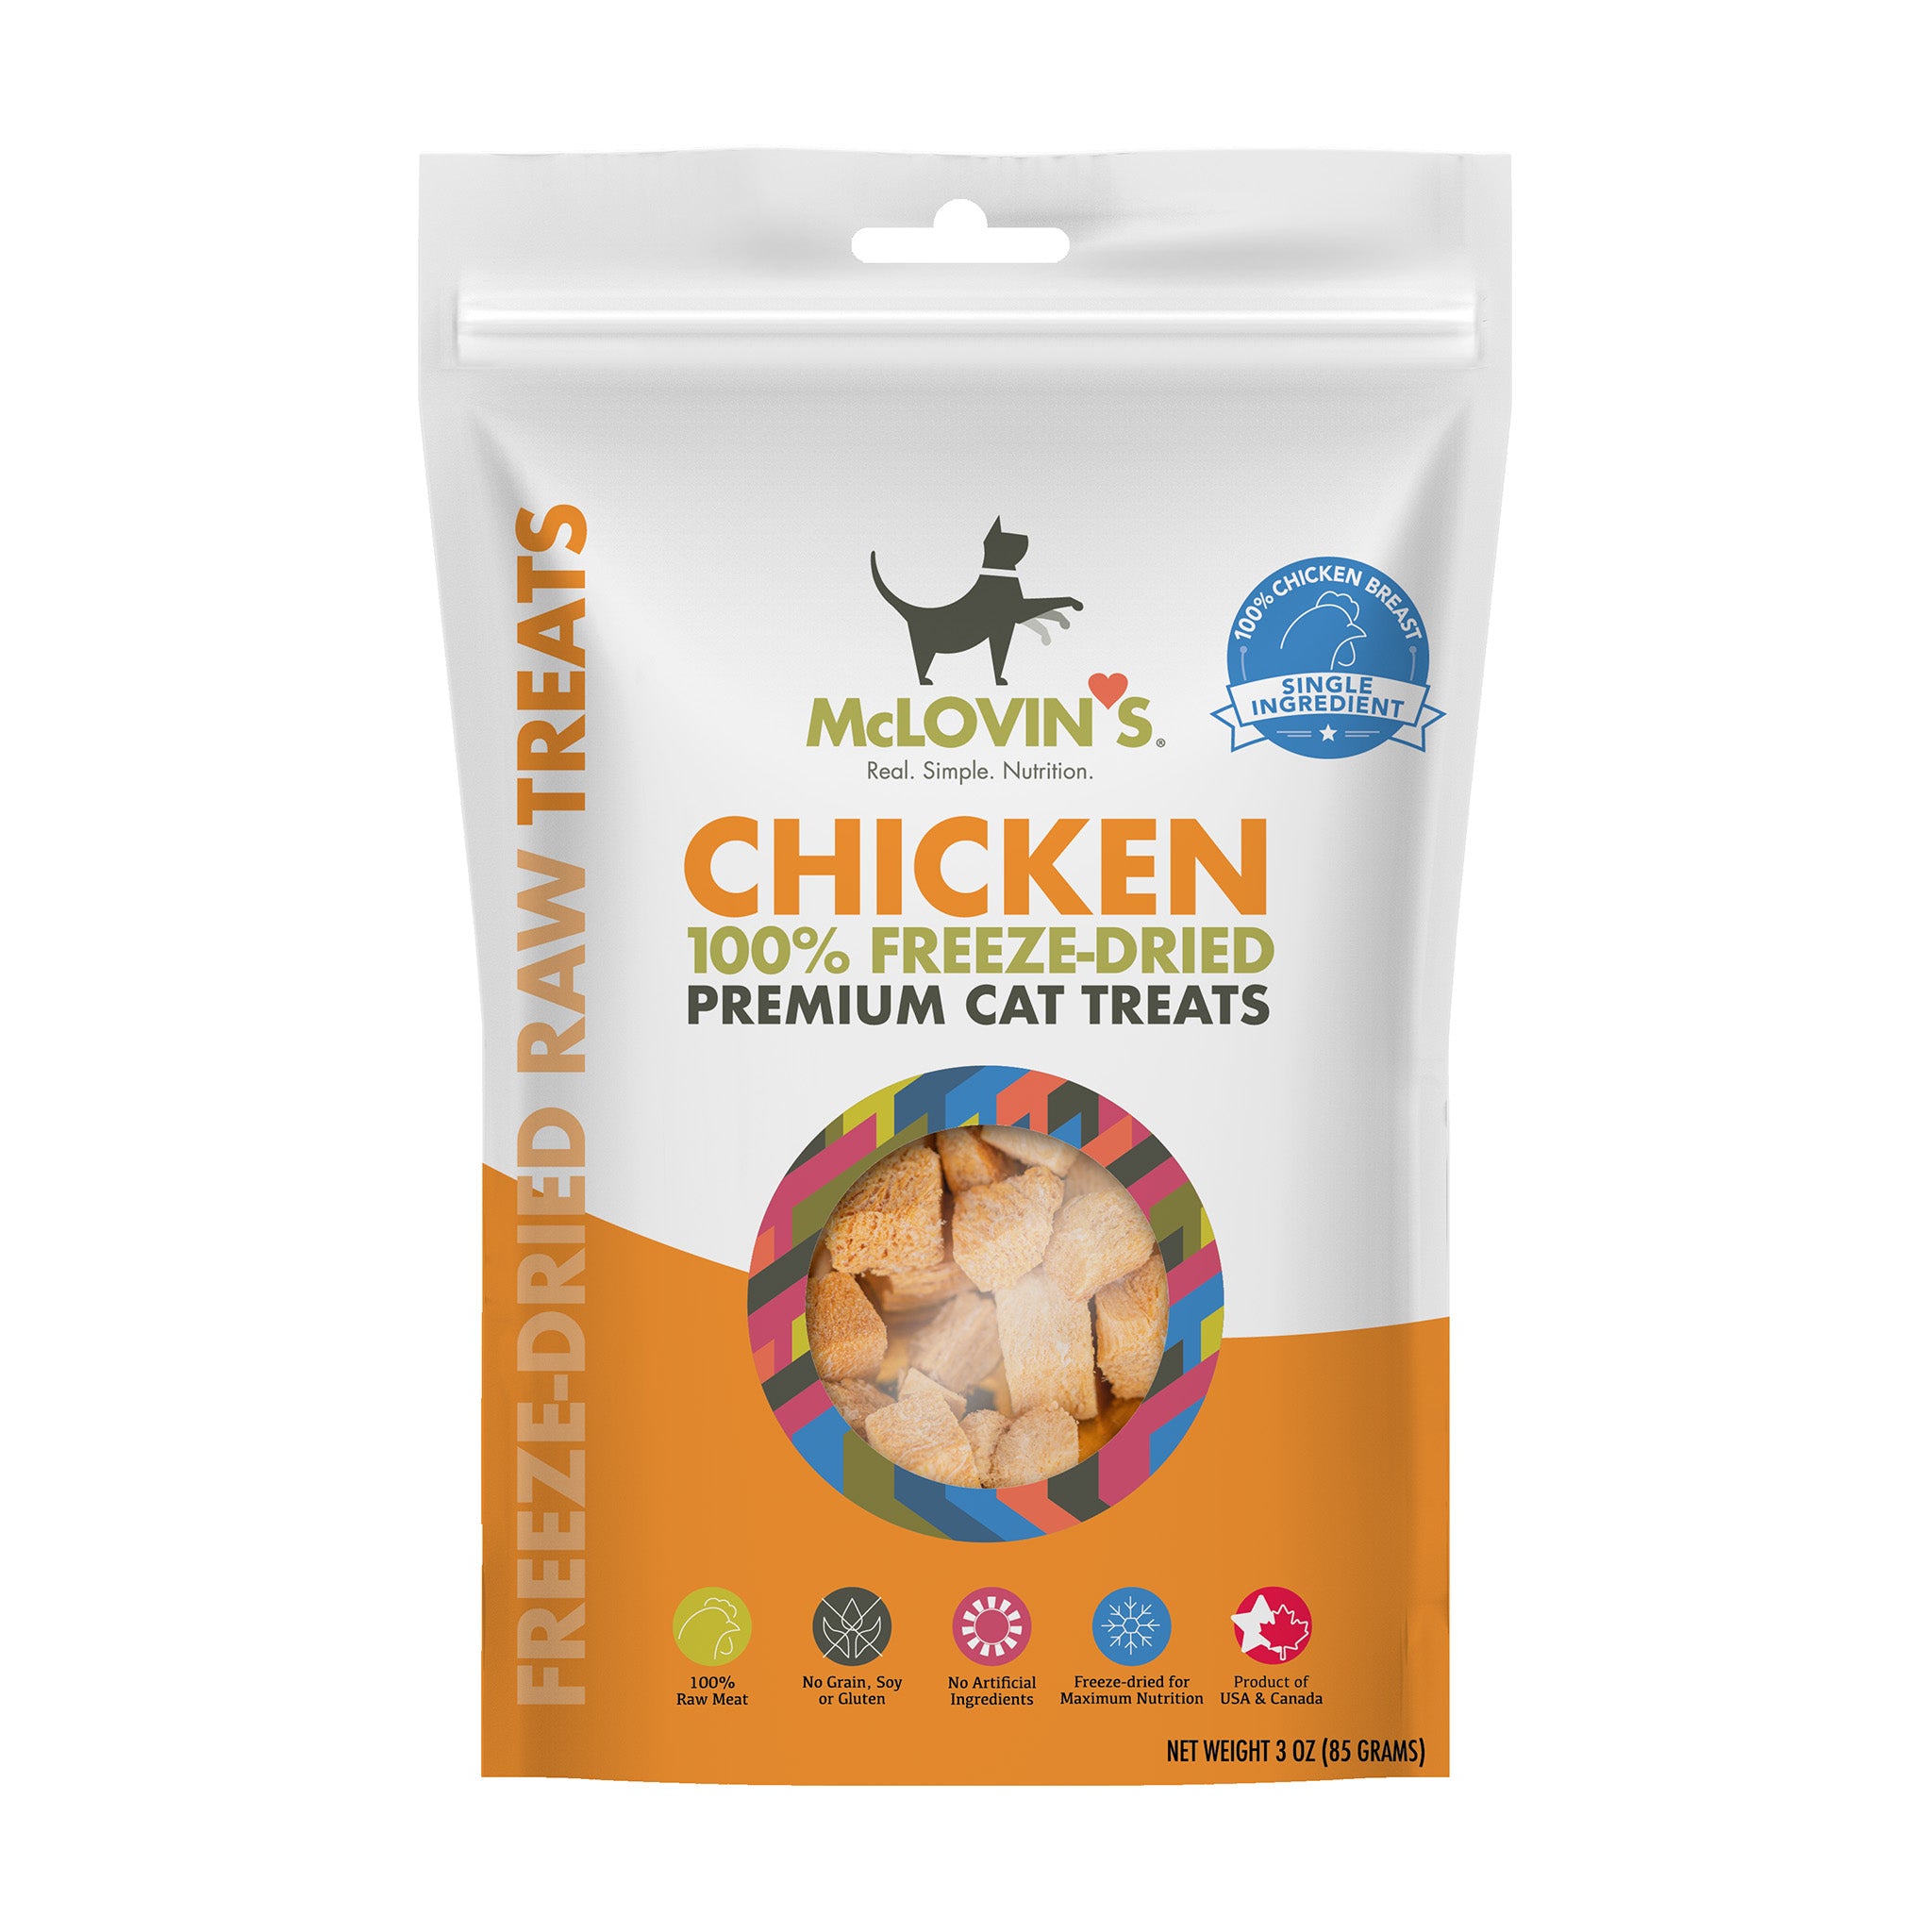 FREEZE-DRIED RAW TREATS
McLOVIN'S®
Real. Simple. Nutrition.
100% CHICKEN BREAST
SINGLE
INGREDIENT
CHICKEN
100% FREEZE-DRIED
PREMIUM CAT TREATS
100%
Raw Meat
No Grain, Soy
or Gluten
No Artificial
Ingredients
Freeze-dried for
Maximum Nutrition
Product of
USA & Canada
NET WEIGHT 3 OZ (85 GRAMS)